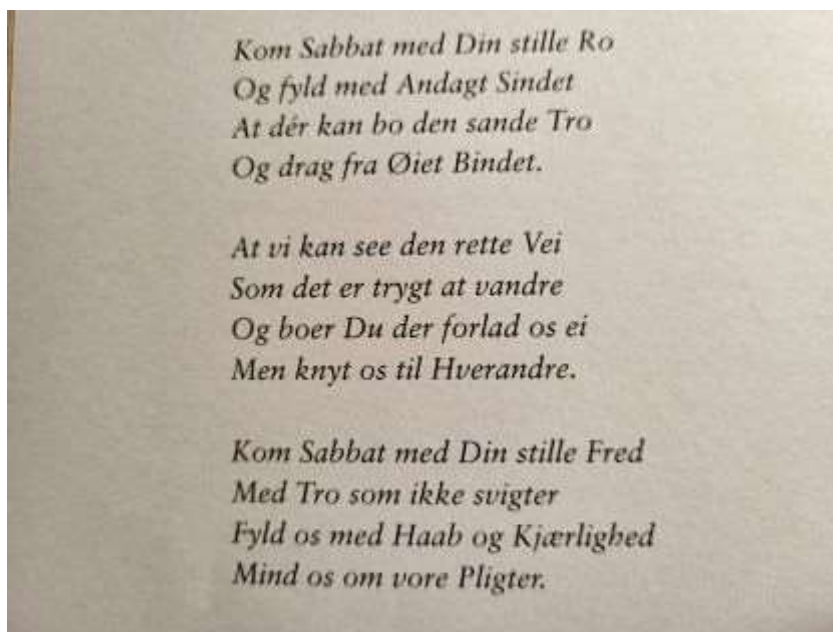 Kom Sabbat med Din stille Ro
Og fyld med Andagt Sindet
At dér kan bo den sande Tro
Og drag fra Øiet Bindet.
At vi kan see den rette Vei
Som det er trygt at vandre
Og boer Du der forlad os ei
Men knyt os til Hverandre.
Kom Sabbat med Din stille Fred
Med Tro som ikke svigter
Fyld os med Haab og Kjærlighed
Mind os om vore Pligter.